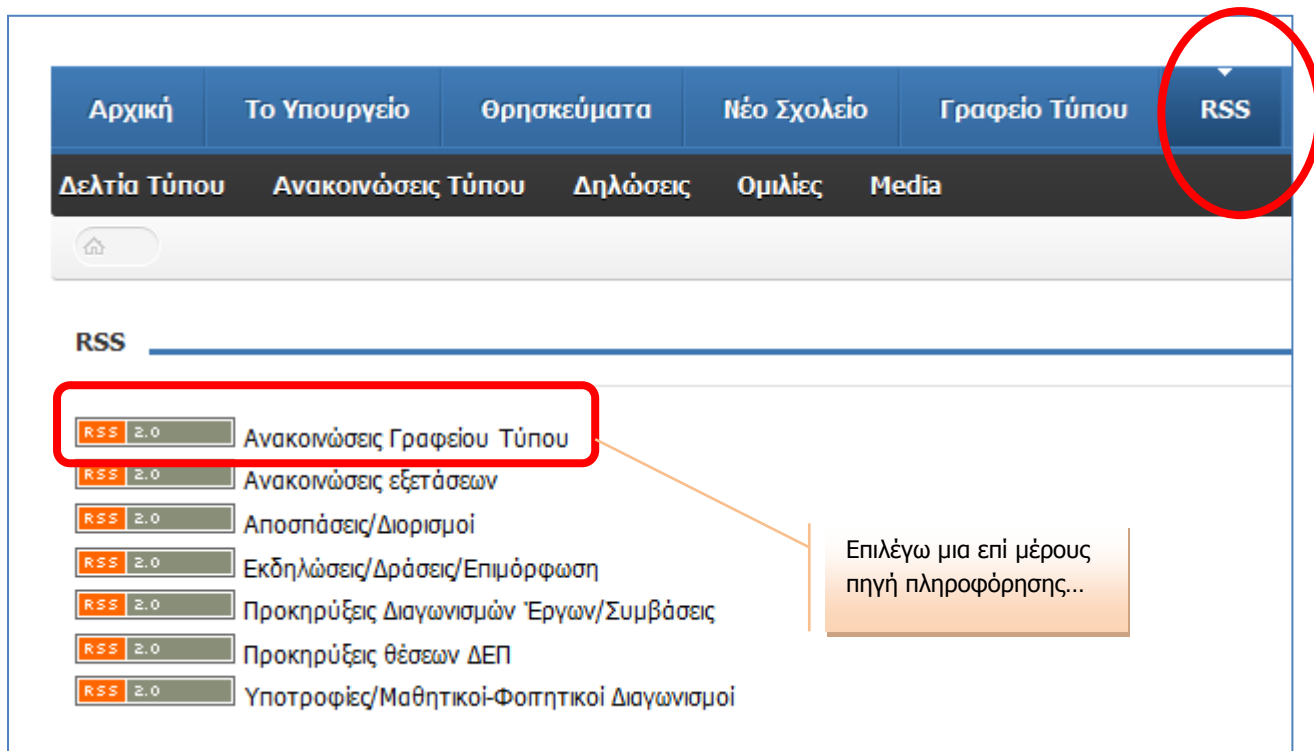 Αρχική Το Υπουργείο Θρησκεύματα Νέο Σχολείο Γραφείο Τύπου RSS
Δελτία Τύπου Ανακοινώσεις Τύπου Δηλώσεις Ομιλίες Media
RSS
RSS 2.0 Ανακοινώσεις Γραφείου Τύπου
RSS 2.0 Ανακοινώσεις εξετάσεων
RSS 2.0 Αποσπάσεις/Διορισμοί
RSS 2.0 Εκδηλώσεις/Δράσεις/Επιμόρφωση
RSS 2.0 Προκηρύξεις Διαγωνισμών Έργων/Συμβάσεις
RSS 2.0 Προκηρύξεις θέσεων ΔΕΠ
RSS 2.0 Υποτροφίες/Μαθητικοί-Φοιτητικοί Διαγωνισμοί
Επιλέγω μια επί μέρους
πηγή πληροφόρησης...